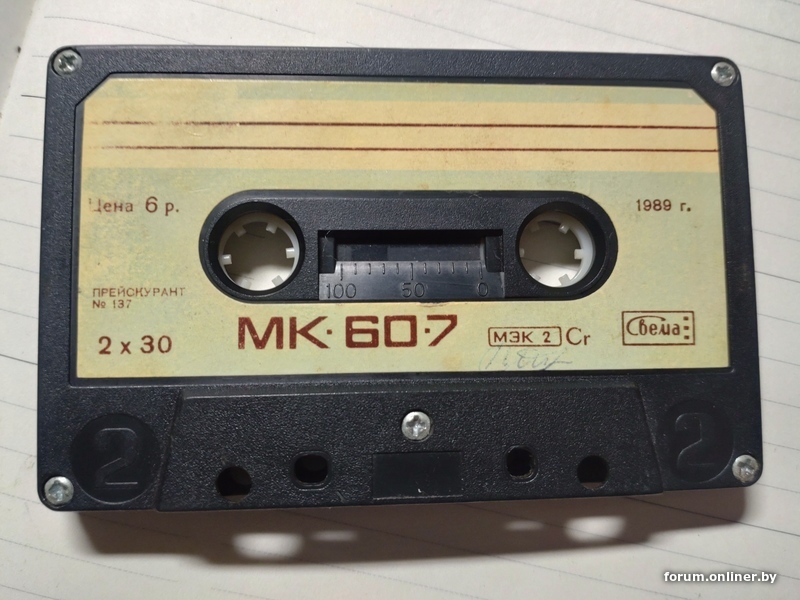 Цена 6 р.
1989 г.
100 50 0
ПРЕЙСКУРАНТ
№ 137
2 x 30
МК·60·7
МЭК 2 Cr
Свема
2
2
forum.onliner.by